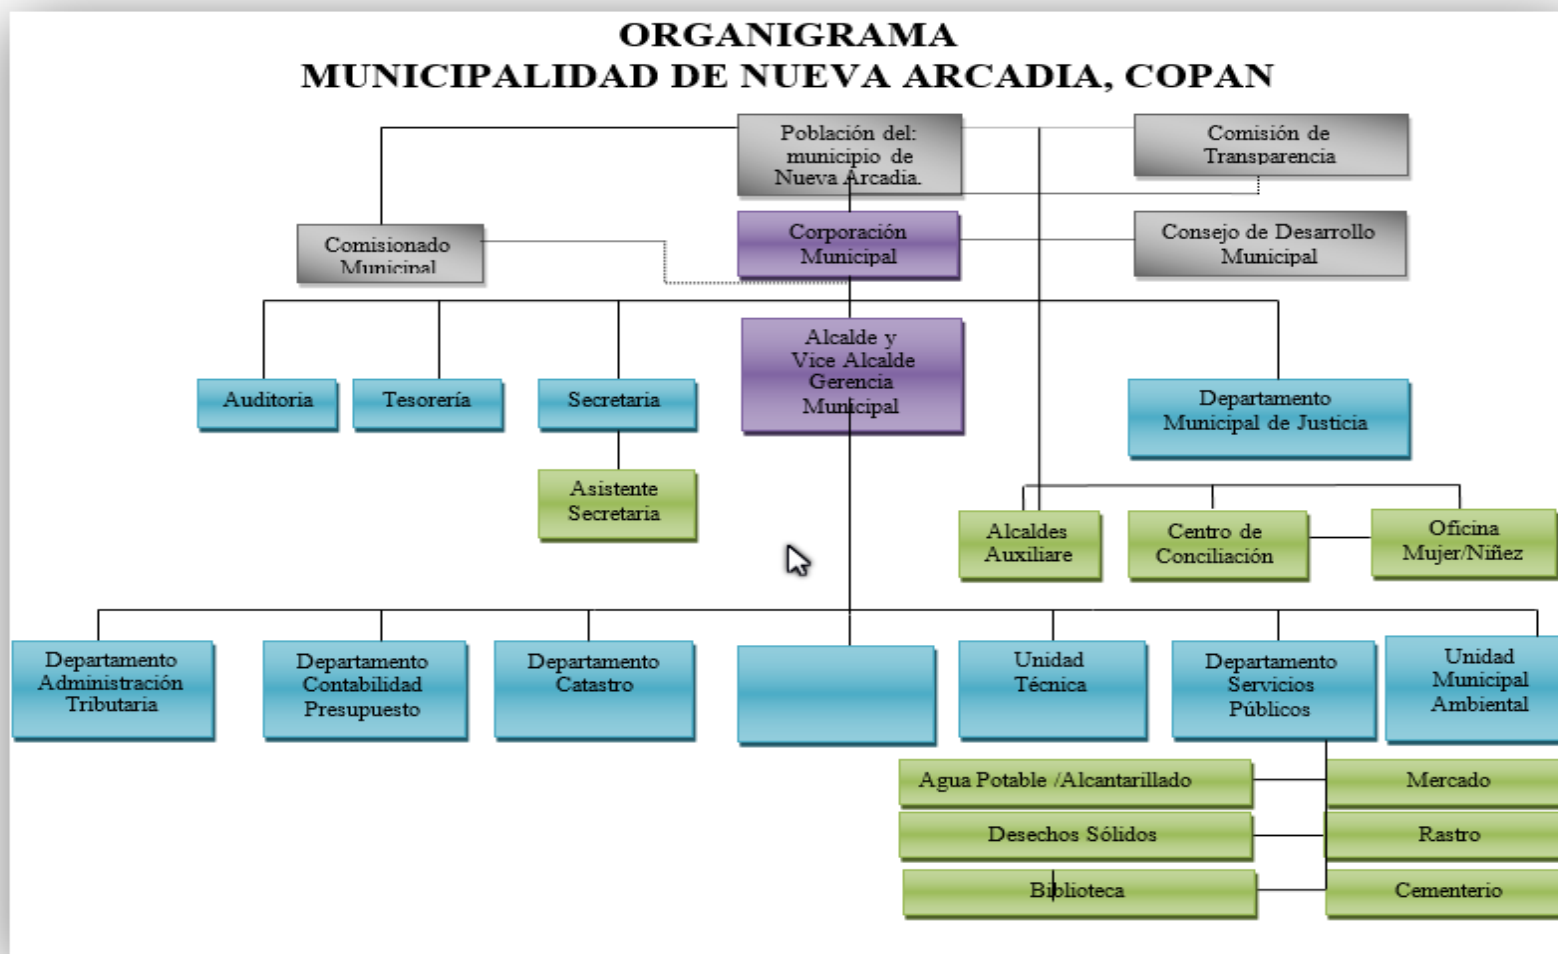 ORGANIGRAMA
MUNICIPALIDAD DE NUEVA ARCADIA, COPAN
Población del:
municipio de
Nueva Arcadia.
Comisión de
Transparencia
Comisionado
Municipal
Corporación
Municipal
Consejo de Desarrollo
Municipal
Alcalde y
Vice Alcalde
Gerencia
Municipal
Auditoria
Tesorería
Secretaria
Departamento
Municipal de Justicia
Asistente
Secretaria
Alcaldes
Auxiliare
Centro de
Conciliación
Oficina
Mujer/Niñez
Departamento
Administración
Tributaria
Departamento
Contabilidad
Presupuesto
Departamento
Catastro
Unidad
Técnica
Departamento
Servicios
Públicos
Unidad
Municipal
Ambiental
Agua Potable /Alcantarillado
Mercado
Desechos Sólidos
Rastro
Biblioteca
Cementerio